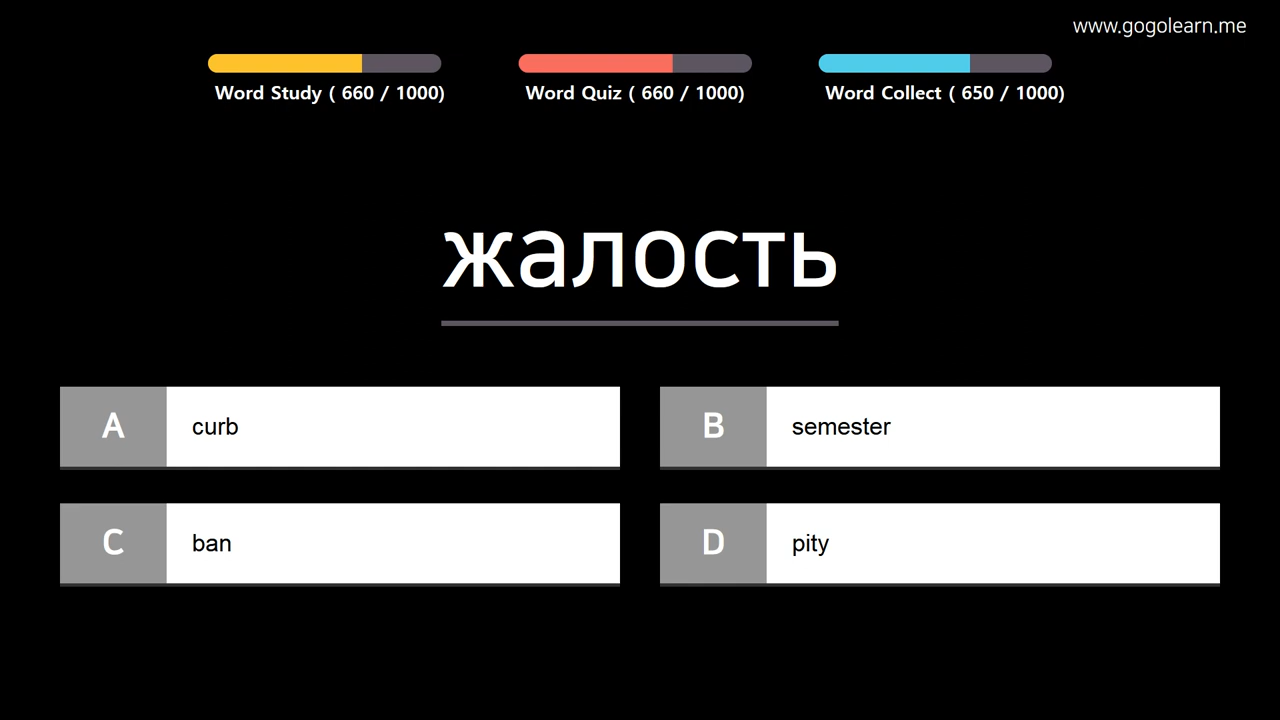 www.gogolearn.me
Word Study ( 660 / 1000)
Word Quiz ( 660 / 1000)
Word Collect ( 650 / 1000)
жалость
A curb
B semester
C ban
D pity